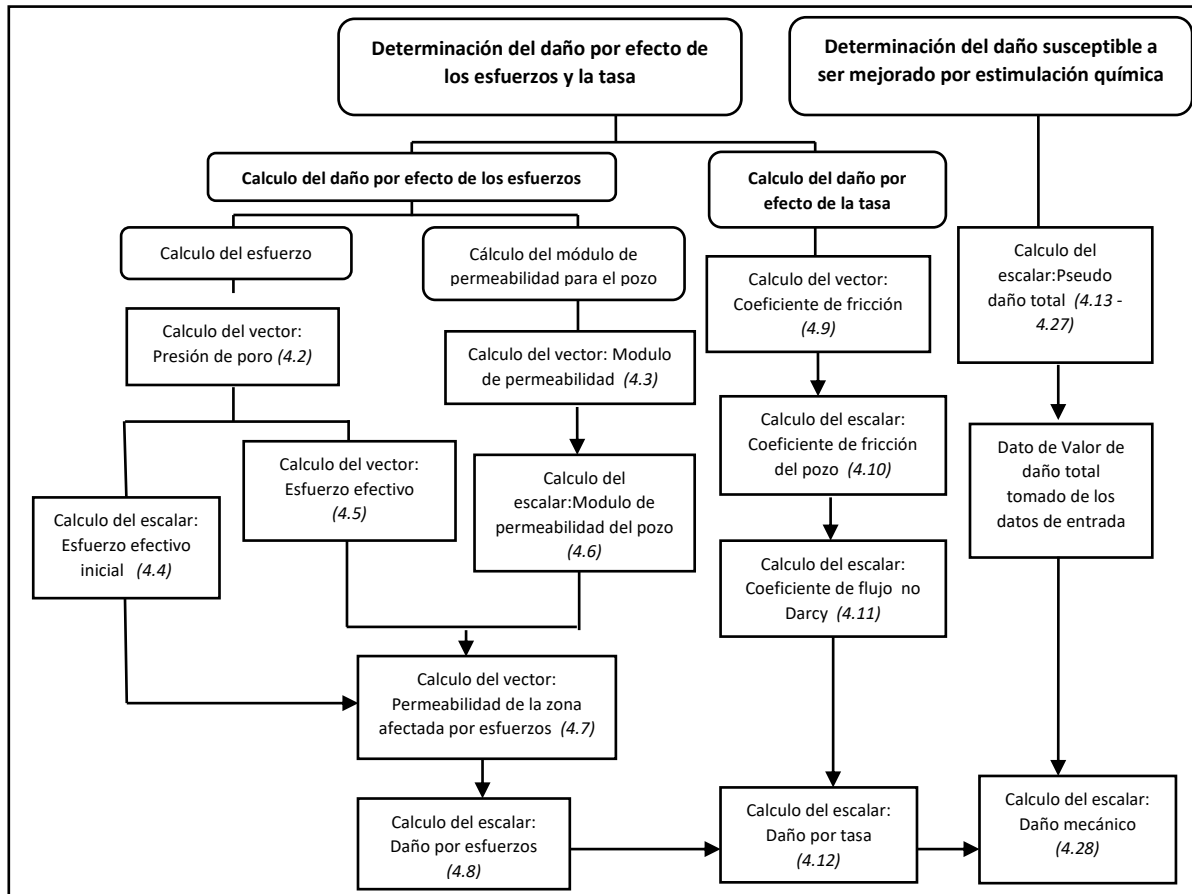 Determinación del daño por efecto de
los esfuerzos y la tasa
Determinación del daño susceptible a
ser mejorado por estimulación química
Calculo del daño por efecto de los esfuerzos
Calculo del daño por
efecto de la tasa
Calculo del esfuerzo
Cálculo del módulo de
permeabilidad para el pozo
Calculo del vector:
Coeficiente de fricción
(4.9)
Calculo del
escalar:Pseudo
daño total (4.13 -
4.27)
Calculo del vector:
Presión de poro (4.2)
Calculo del vector: Modulo
de permeabilidad (4.3)
Calculo del escalar:
Coeficiente de fricción
del pozo (4.10)
Dato de Valor de
daño total
tomado de los
datos de entrada
Calculo del escalar:
Esfuerzo efectivo
inicial (4.4)
Calculo del vector:
Esfuerzo efectivo
(4.5)
Calculo del
escalar:Modulo de
permeabilidad del pozo
(4.6)
Calculo del escalar:
Coeficiente de flujo no
Darcy (4.11)
Calculo del vector:
Permeabilidad de la zona
afectada por esfuerzos (4.7)
Calculo del escalar:
Daño por esfuerzos
(4.8)
Calculo del escalar:
Daño por tasa
(4.12)
Calculo del escalar:
Daño mecánico
(4.28)